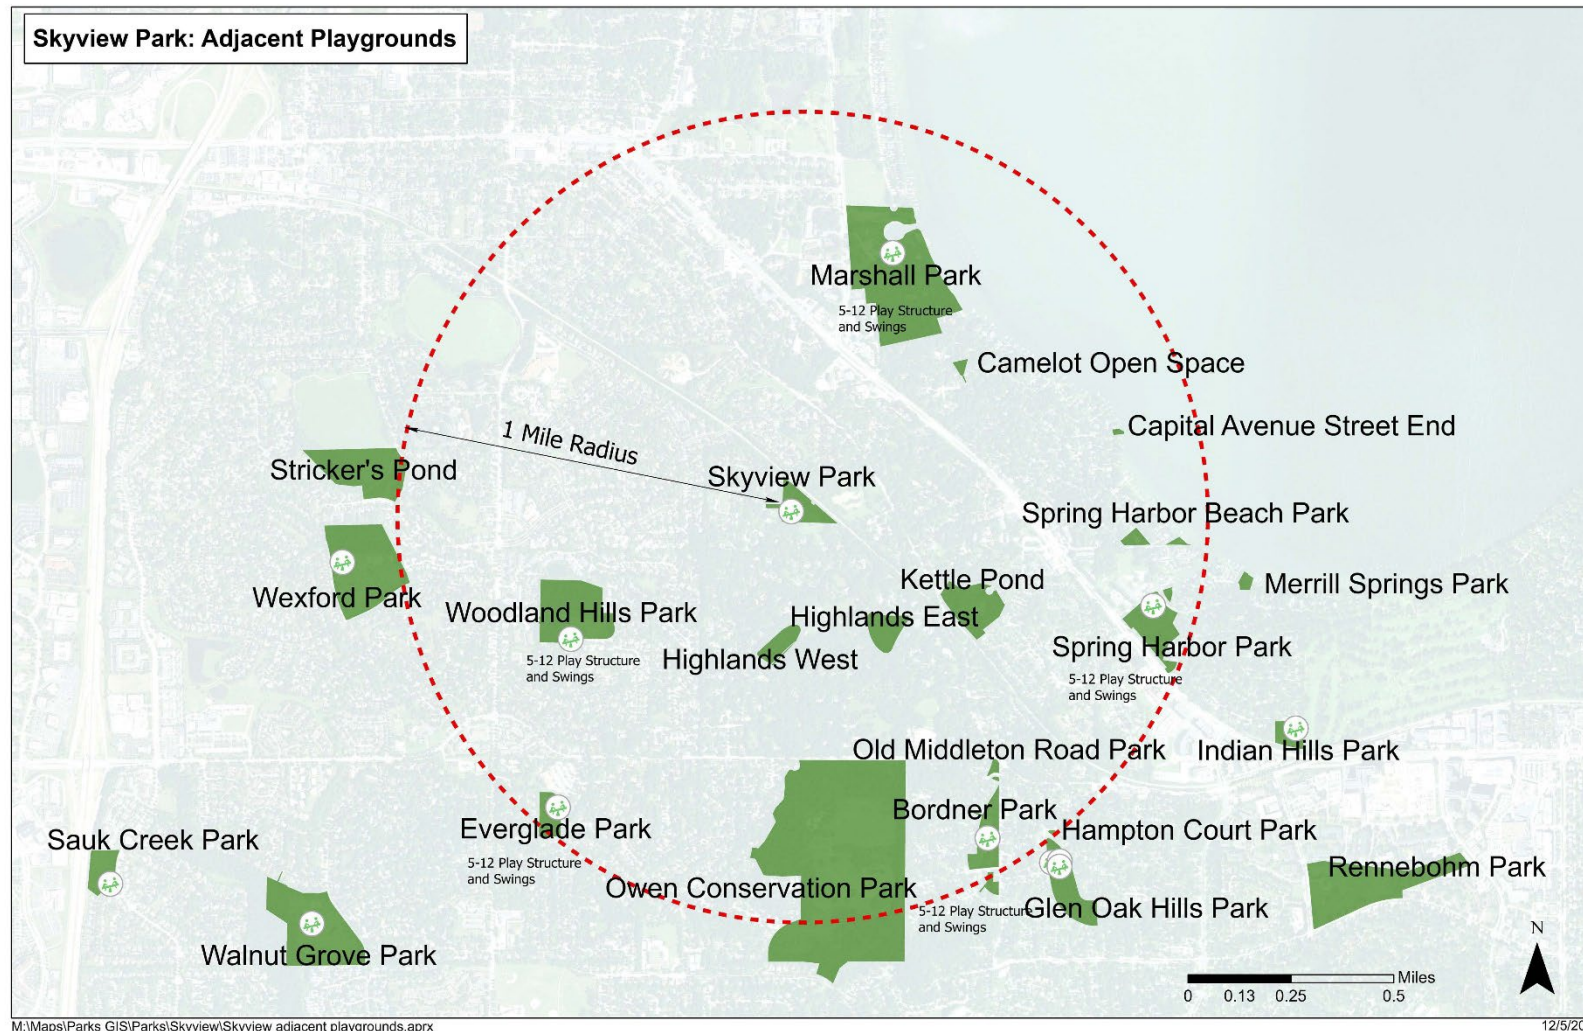 Skyview Park: Adjacent Playgrounds
Marshall Park
5-12 Play Structure
and Swings
Camelot Open Space
Capital Avenue Street End
1 Mile Radius
Stricker's Pond
Skyview Park
Spring Harbor Beach Park
Wexford Park
Kettle Pond
Merrill Springs Park
Woodland Hills Park
5-12 Play Structure
and Swings
Highlands East
Highlands West
Spring Harbor Park
5-12 Play Structure
and Swings
Old Middleton Road Park
Indian Hills Park
Everglade Park
5-12 Play Structure
and Swings
Bordner Park
Hampton Court Park
Sauk Creek Park
Owen Conservation Park
5-12 Play Structure
and Swings
Glen Oak Hills Park
Rennebohm Park
Walnut Grove Park
N
Miles
0 0.13 0.25 0.5
M:\Maps\Parks GIS\Parks\Skyview\Skyview adjacent playgrounds.aprx
12/5/20